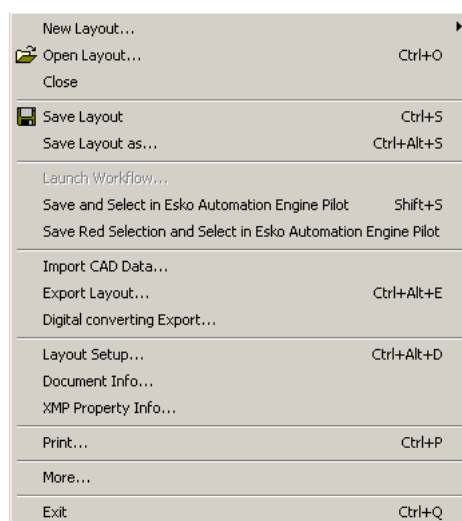 New Layout...
Open Layout... Ctrl+O
Close
Save Layout Ctrl+S
Save Layout as... Ctrl+Alt+S
Launch Workflow...
Save and Select in Esko Automation Engine Pilot Shift+S
Save Red Selection and Select in Esko Automation Engine Pilot
Import CAD Data...
Export Layout... Ctrl+Alt+E
Digital converting Export...
Layout Setup... Ctrl+Alt+D
Document Info...
XMP Property Info...
Print... Ctrl+P
More...
Exit Ctrl+Q